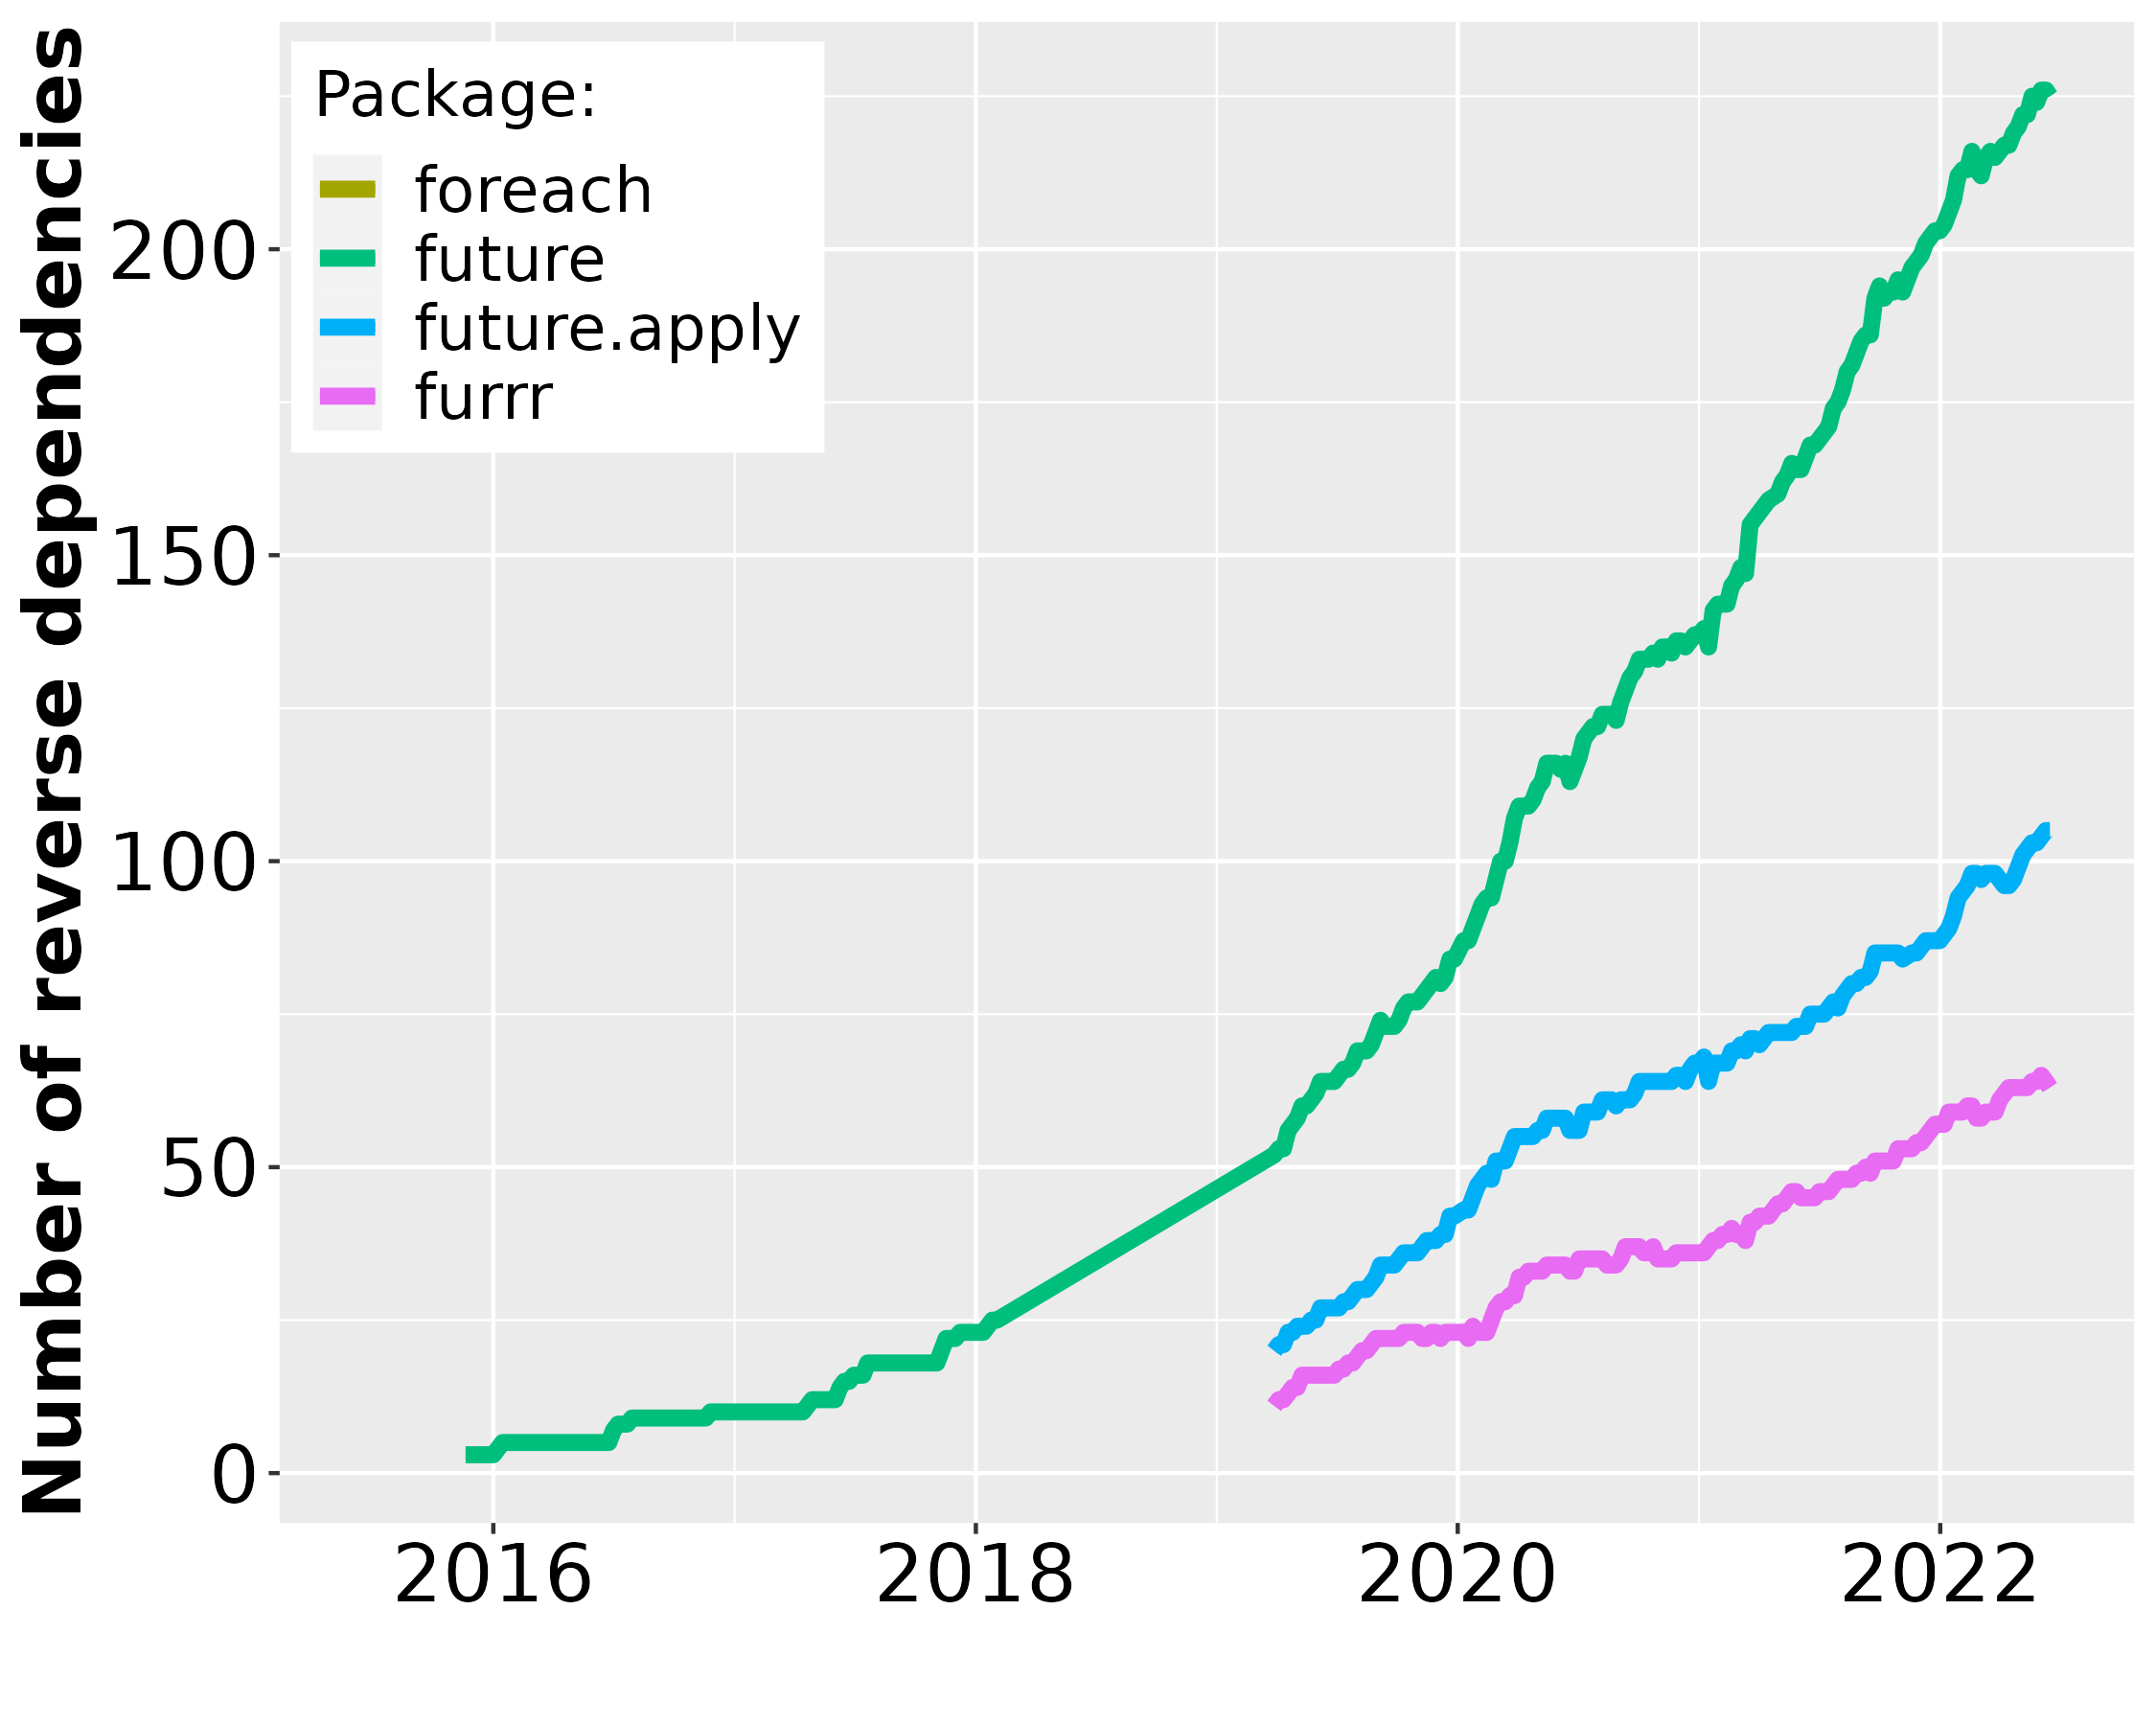 Number of reverse dependencies
Package:
foreach
future
future.apply
furrr
200
150
100
50
0
2016 2018 2020 2022